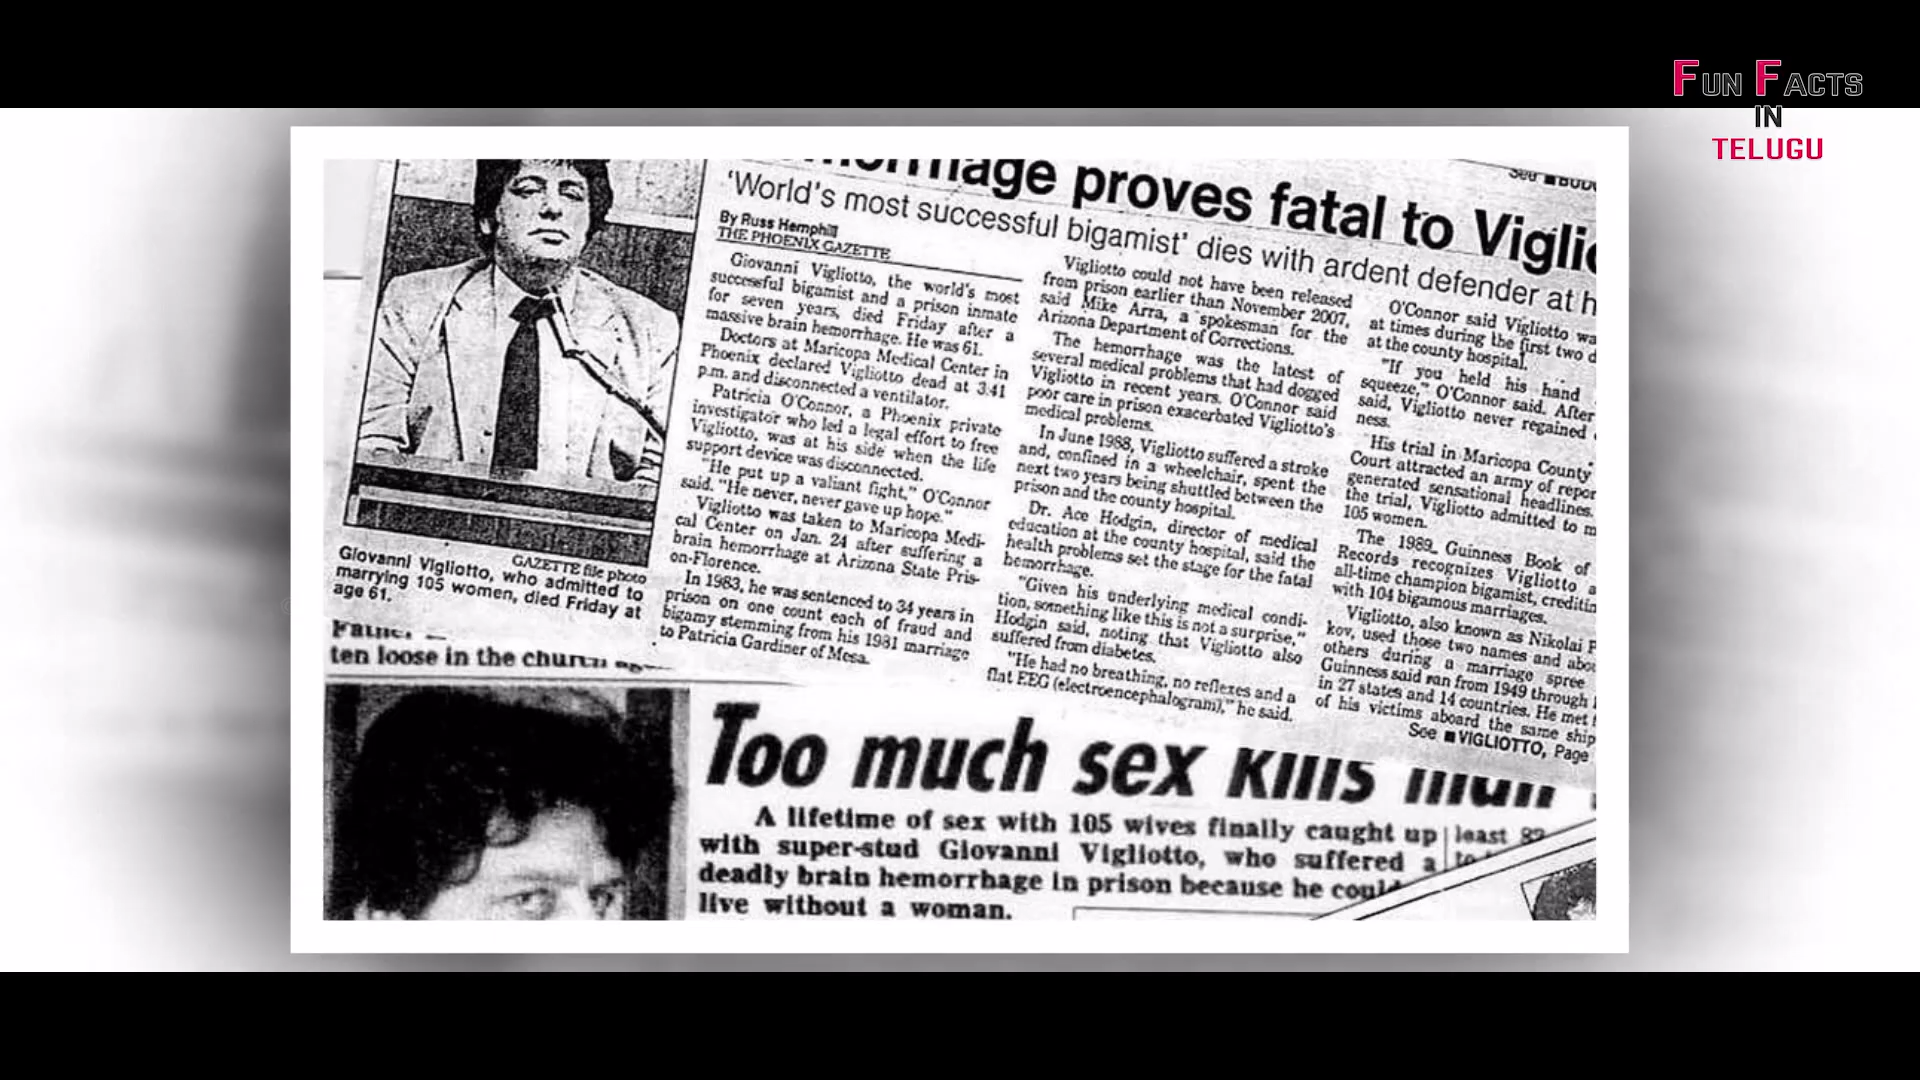 FUN FACTS
IN
TELUGU
proves fatal to
'World's most successful bigamist' dies with ardent defender at
By Russ Hemphill
THE PHOENIX GAZETTE
Giovanni Vigliotto, the world's most
successful bigamist and a prison inmate
for seven years, died Friday after a
massive brain hemorrhage. He was 61.
Doctors at Maricopa Medical Center in
Phoenix declared Vigliotto dead at 3:41
p.m. and disconnected a ventilator.
Patricia O'Connor, a Phoenix private
investigator who led a legal effort to free
Vigliotto, was at his side when the life
support device was disconnected.
"He put up a valiant fight," O'Connor
said. "He never, never gave up hope."
Vigliotto was taken to Maricopa Medi-
cal Center on Jan. 24 after suffering a
brain hemorrhage at Arizona State Pris-
on-Florence.
In 1983, he was sentenced to 34 years in
prison on one count each of fraud and
bigamy stemming from his 1981 marriage
to Patricia Gardiner of Mesa.
Vigliotto could not have been released
from prison earlier than November 2007,
said Mike Arra, a spokesman for the
Arizona Department of Corrections.
The hemorrhage was the latest of
several medical problems that had dogged
Vigliotto in recent years. O'Connor said
poor care in prison exacerbated Vigliotto's
medical problems.
In June 1988, Vigliotto suffered a stroke
and, confined in a wheelchair, spent the
next two years being shuttled between the
prison and the county hospital.
Dr. Ace Hodgin, director of medical
education at the county hospital, said the
health problems set the stage for the fatal
hemorrhage.
"Given his underlying medical condi-
tion, something like this is not a surprise,"
Hodgin said, noting that Vigliotto also
suffered from diabetes.
"He had no breathing, no reflexes and a
flat EEG (electroencephalogram)," he said.
O'Connor said Vigliotto
at times during the first two
at the county hospital.
"If you held his hand
squeeze," O'Connor said. After
said, Vigliotto never regained
ness.
His trial in Maricopa County
Court attracted an army of
generated sensational headlines.
the trial, Vigliotto admitted to
105 women.
The 1989 Guinness Book of
Records recognizes Vigliotto
all-time champion bigamist,
with 104 bigamous marriages.
Vigliotto, also known as Nikolai
kov, used those two names and
others during a marriage spree
Guinness said ran from 1949 through
in 27 states and 14 countries. He met
of his victims aboard the same ship
See ■ VIGLIOTTO, Page
GAZETTE file photo
Giovanni Vigliotto, who admitted to
marrying 105 women, died Friday at
age 61.
ten loose in the church
Too much sex kills man
A lifetime of sex with 105 wives finally caught up
with super-stud Giovanni Vigliotto, who suffered a
deadly brain hemorrhage in prison because he
live without a woman.
least